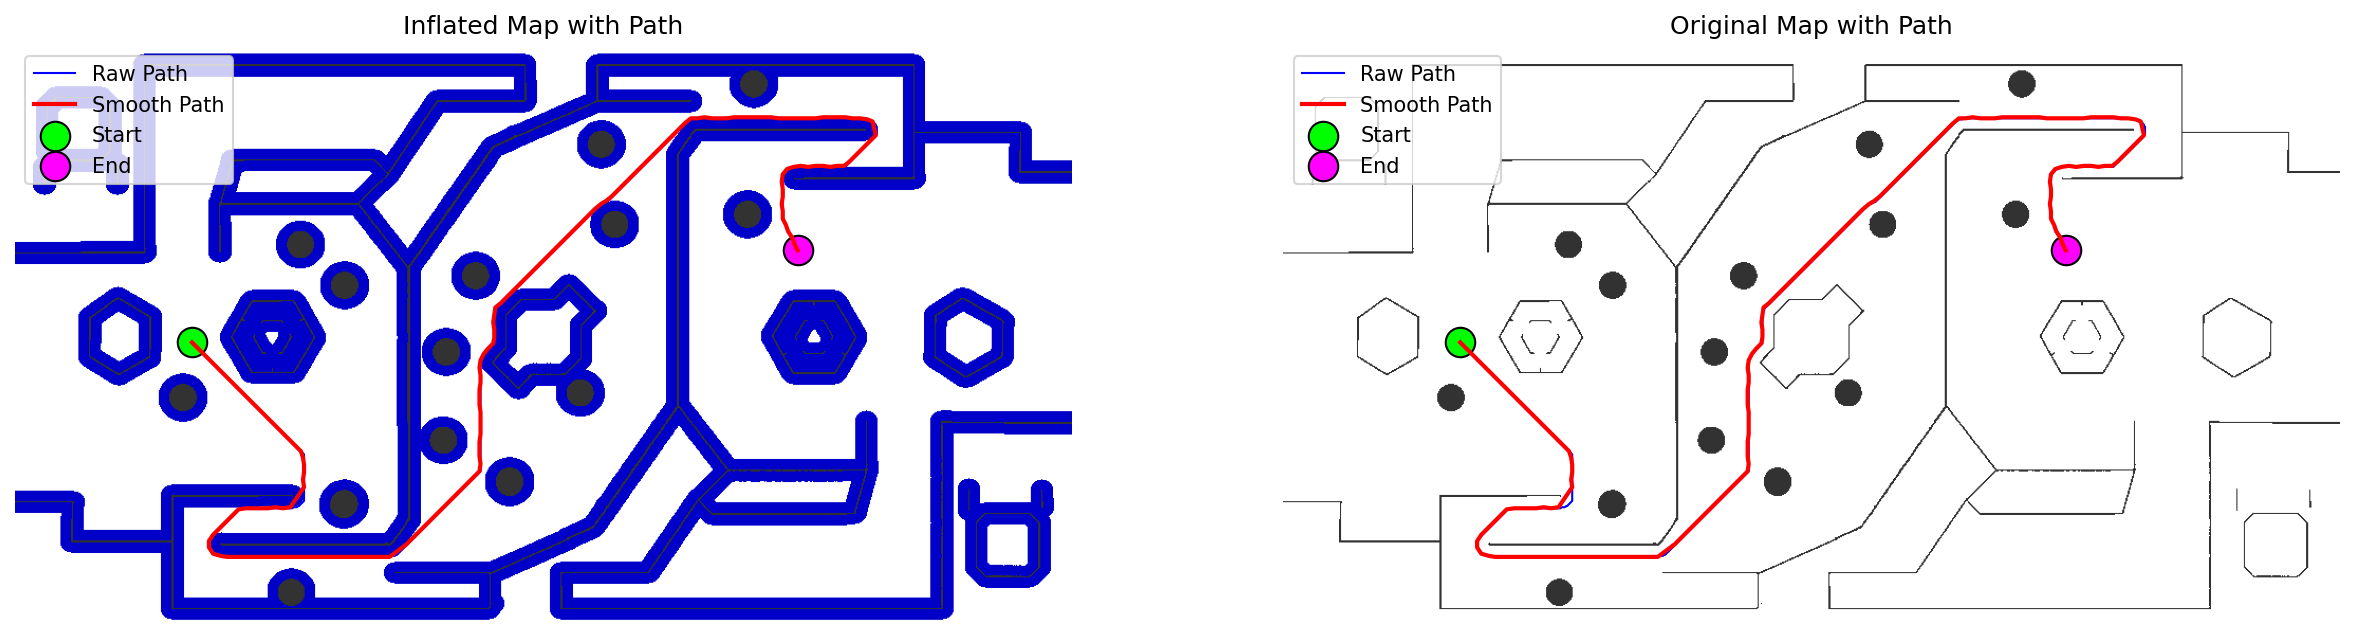 Inflated Map with Path
Raw Path
Smooth Path
Start
End
Original Map with Path
Raw Path
Smooth Path
Start
End